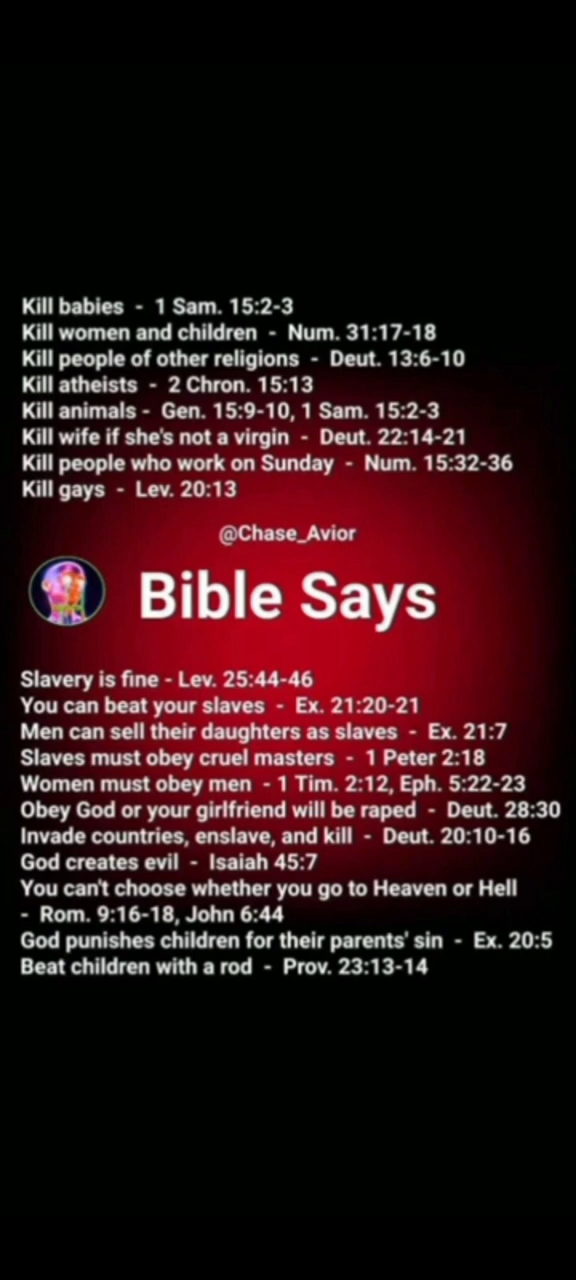 Kill babies - 1 Sam. 15:2-3
Kill women and children - Num. 31:17-18
Kill people of other religions - Deut. 13:6-10
Kill atheists - 2 Chron. 15:13
Kill animals - Gen. 15:9-10, 1 Sam. 15:2-3
Kill wife if she's not a virgin - Deut. 22:14-21
Kill people who work on Sunday - Num. 15:32-36
Kill gays - Lev. 20:13
@Chase_Avior
Bible Says
Slavery is fine - Lev. 25:44-46
You can beat your slaves - Ex. 21:20-21
Men can sell their daughters as slaves - Ex. 21:7
Slaves must obey cruel masters - 1 Peter 2:18
Women must obey men - 1 Tim. 2:12, Eph. 5:22-23
Obey God or your girlfriend will be raped - Deut. 28:30
Invade countries, enslave, and kill - Deut. 20:10-16
God creates evil - Isaiah 45:7
You can't choose whether you go to Heaven or Hell
- Rom. 9:16-18, John 6:44
God punishes children for their parents' sin - Ex. 20:5
Beat children with a rod - Prov. 23:13-14